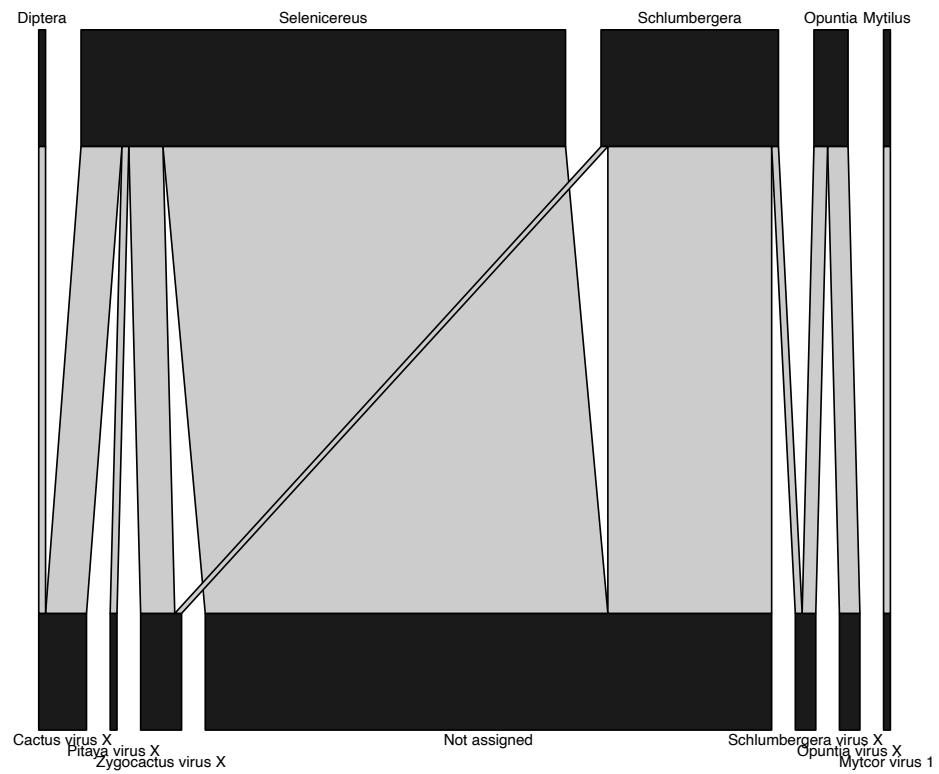 Diptera Selenicereus Schlumbergera Opuntia Mytilus
Cactus virus X Not assigned Schlumbergera virus X
Pitaya virus X Opuntia virus X
Zygocactus virus X Mytcor virus 1